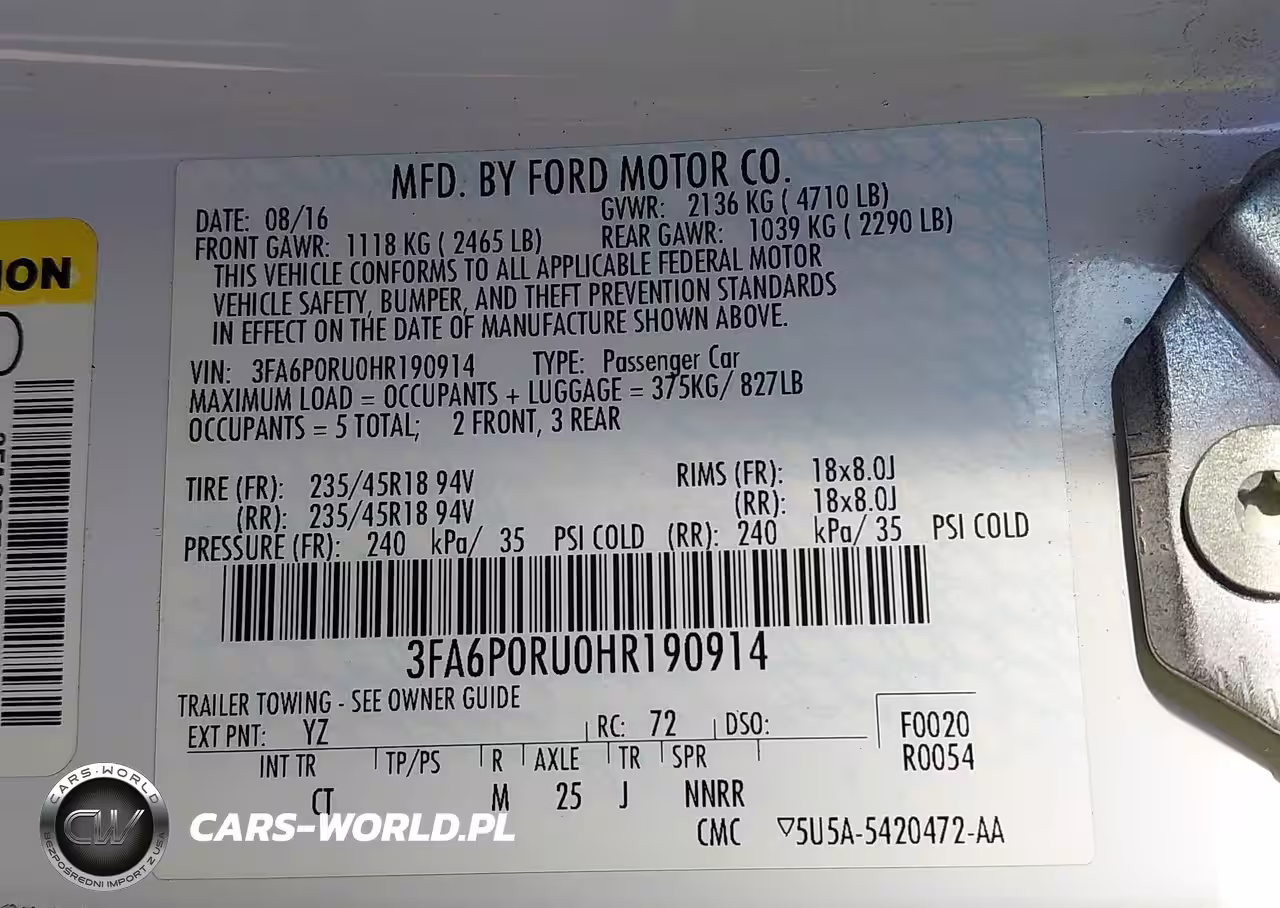 MFD. BY FORD MOTOR CO.
DATE: 08/16 GVWR: 2136 KG ( 4710 LB)
FRONT GAWR: 1118 KG ( 2465 LB) REAR GAWR: 1039 KG ( 2290 LB)
THIS VEHICLE CONFORMS TO ALL APPLICABLE FEDERAL MOTOR
VEHICLE SAFETY, BUMPER, AND THEFT PREVENTION STANDARDS
IN EFFECT ON THE DATE OF MANUFACTURE SHOWN ABOVE.
VIN: 3FA6P0RU0HR190914 TYPE: Passenger Car
MAXIMUM LOAD = OCCUPANTS + LUGGAGE = 375KG/ 827LB
OCCUPANTS = 5 TOTAL; 2 FRONT, 3 REAR
TIRE (FR): 235/45R18 94V RIMS (FR): 18x8.0J
(RR): 235/45R18 94V (RR): 18x8.0J
PRESSURE (FR): 240 kPa/ 35 PSI COLD (RR): 240 kPa/ 35 PSI COLD
3FA6P0RU0HR190914
TRAILER TOWING - SEE OWNER GUIDE
EXT PNT: YZ RC: 72 DSO: F0020
INT TR TP/PS R AXLE TR SPR R0054
CT M 25 J NNRR
CMC ▽5U5A-5420472-AA
ION
CARS-WORLD
CW
BEZPOŚREDNI IMPORT Z USA
CARS-WORLD.PL